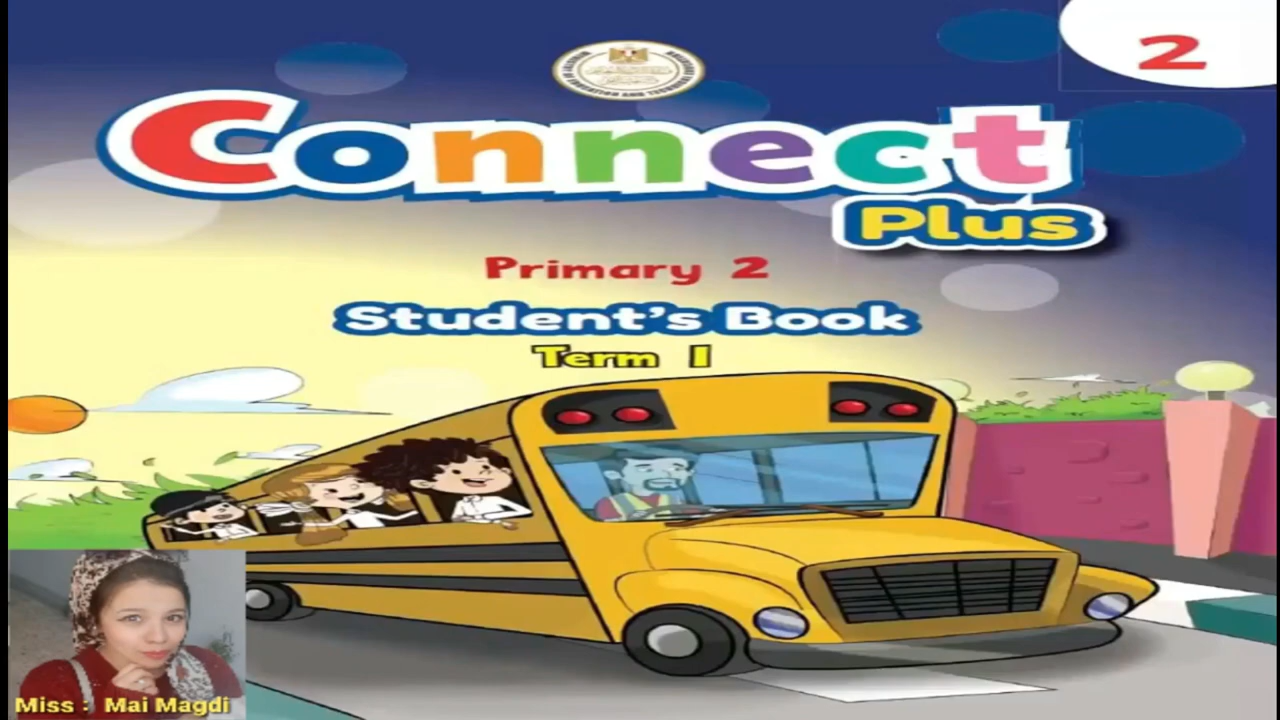 2
Connect
Plus
Primary 2
Student's Book
Term 1
Miss : Mai Magdi